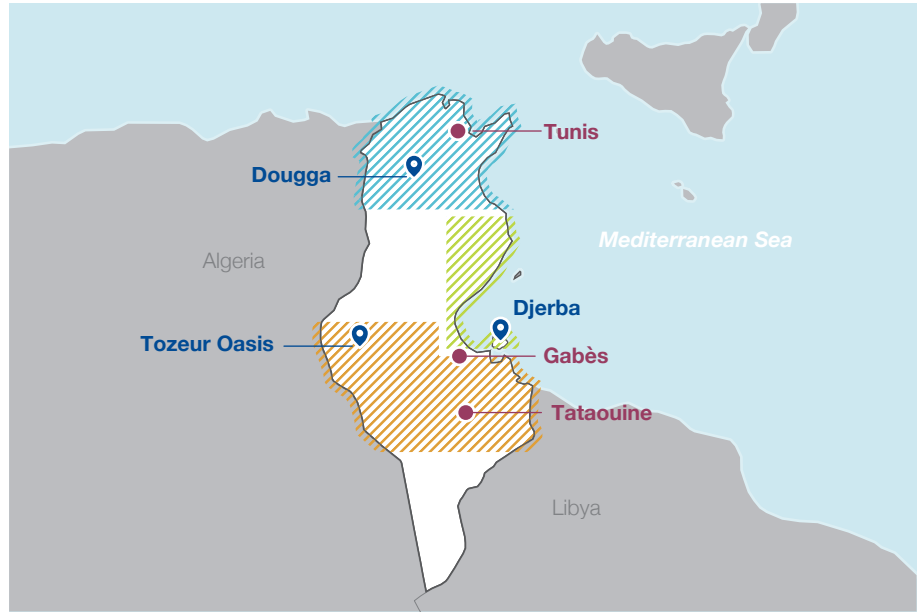 Tunis
Dougga
Mediterranean Sea
Algeria
Djerba
Tozeur Oasis
Gabès
Tataouine
Libya